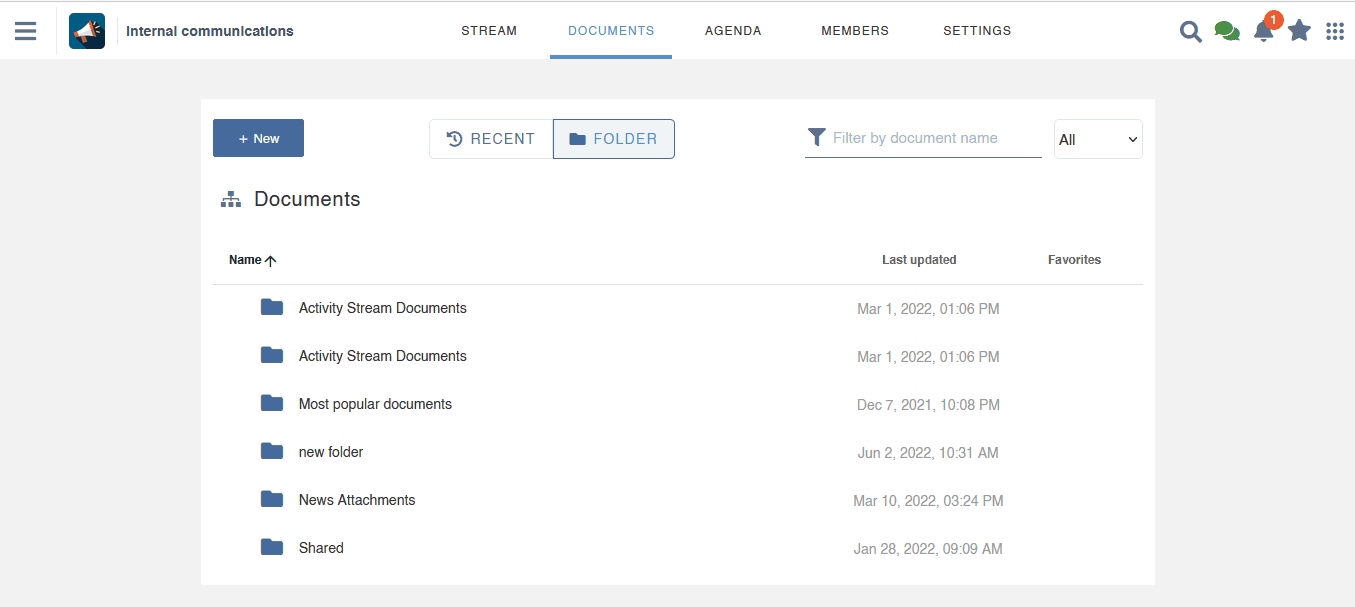 Internal communications STREAM DOCUMENTS AGENDA MEMBERS SETTINGS 1
+ New RECENT FOLDER Filter by document name All
Documents
Name Last updated Favorites
Activity Stream Documents Mar 1, 2022, 01:06 PM
Activity Stream Documents Mar 1, 2022, 01:06 PM
Most popular documents Dec 7, 2021, 10:08 PM
new folder Jun 2, 2022, 10:31 AM
News Attachments Mar 10, 2022, 03:24 PM
Shared Jan 28, 2022, 09:09 AM